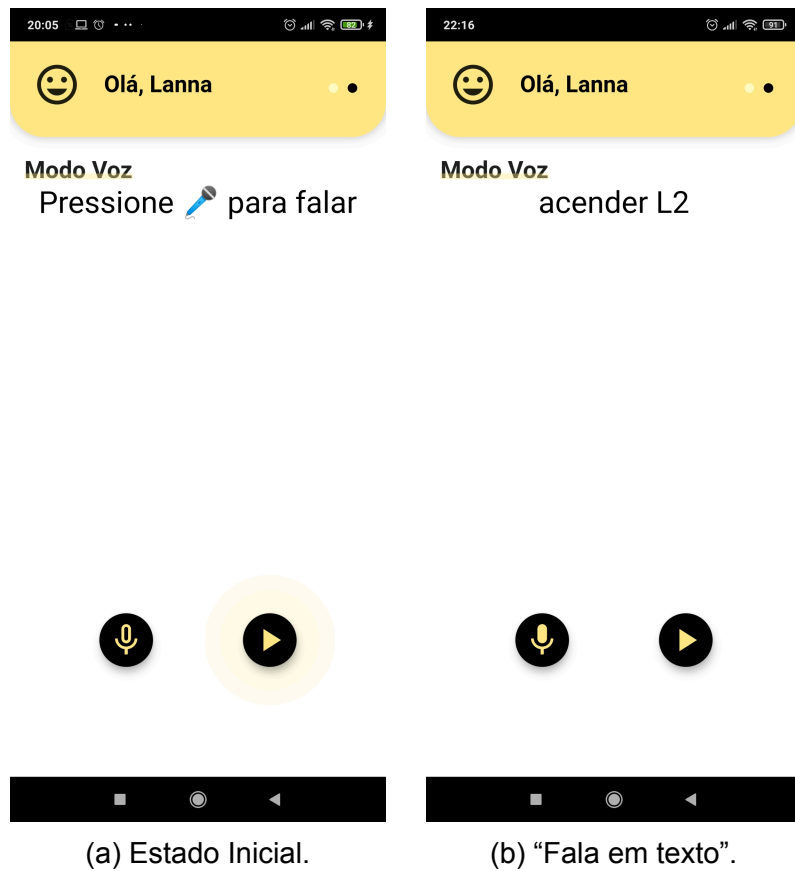 20:05
82
Olá, Lanna
Modo Voz
Pressione 🎤 para falar
(a) Estado Inicial.
22:16
91
Olá, Lanna
Modo Voz
acender L2
(b) “Fala em texto”.